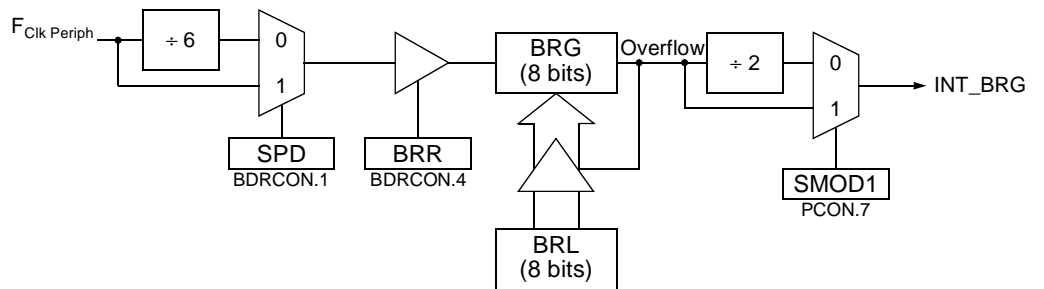 F Clk Periph
÷ 6
0
1
SPD
BDRCON.1
BRR
BDRCON.4
BRG
(8 bits)
Overflow
BRL
(8 bits)
÷ 2
0
1
SMOD1
PCON.7
INT_BRG